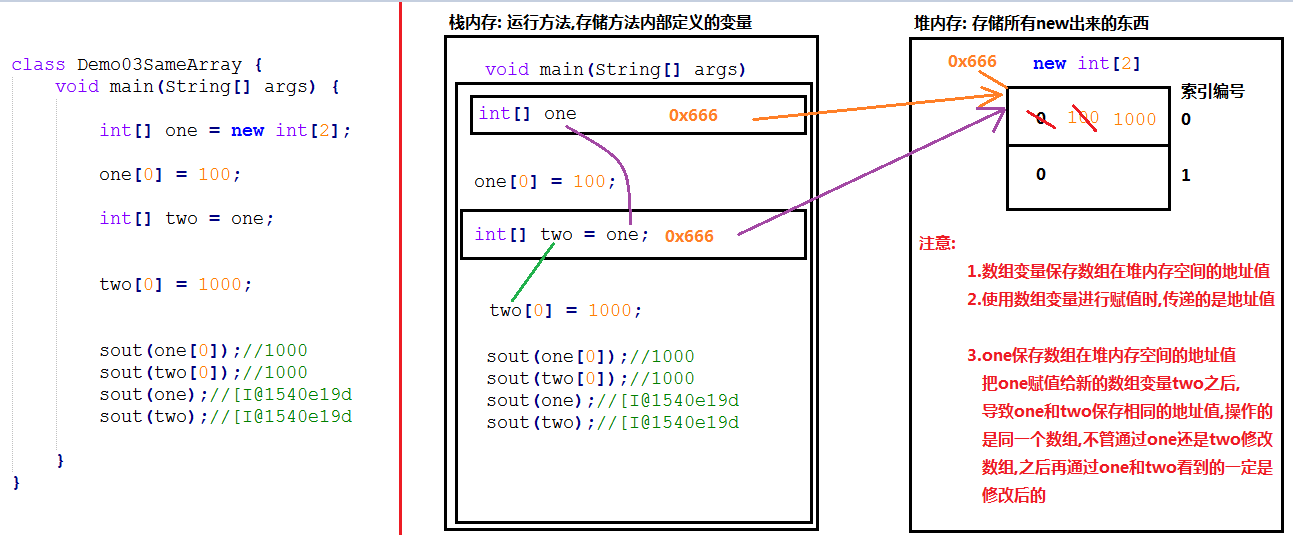 class Demo03SameArray {
void main(String[] args) {
int[] one = new int[2];
one[0] = 100;
int[] two = one;
two[0] = 1000;
sout(one[0]);//1000
sout(two[0]);//1000
sout(one);//[I@1540e19d
sout(two);//[I@1540e19d
}
}
栈内存: 运行方法,存储方法内部定义的变量
void main(String[] args)
int[] one 0x666
one[0] = 100;
int[] two = one; 0x666
two[0] = 1000;
sout(one[0]);//1000
sout(two[0]);//1000
sout(one);//[I@1540e19d
sout(two);//[I@1540e19d
堆内存: 存储所有new出来的东西
0x666 new int[2]
索引编号
0 100 1000 0
0 1
注意:
1.数组变量保存数组在堆内存空间的地址值
2.使用数组变量进行赋值时,传递的是地址值
3.one保存数组在堆内存空间的地址值
把one赋值给新的数组变量two之后,
导致one和two保存相同的地址值,操作的
是同一个数组,不管通过one还是two修改
数组,之后再通过one和two看到的一定是
修改后的